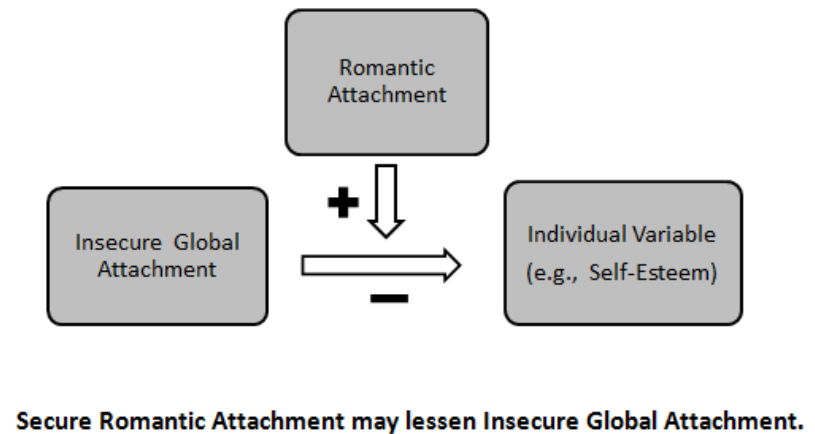 Romantic
Attachment
Insecure Global
Attachment
Individual Variable
(e.g., Self-Esteem)
Secure Romantic Attachment may lessen Insecure Global Attachment.